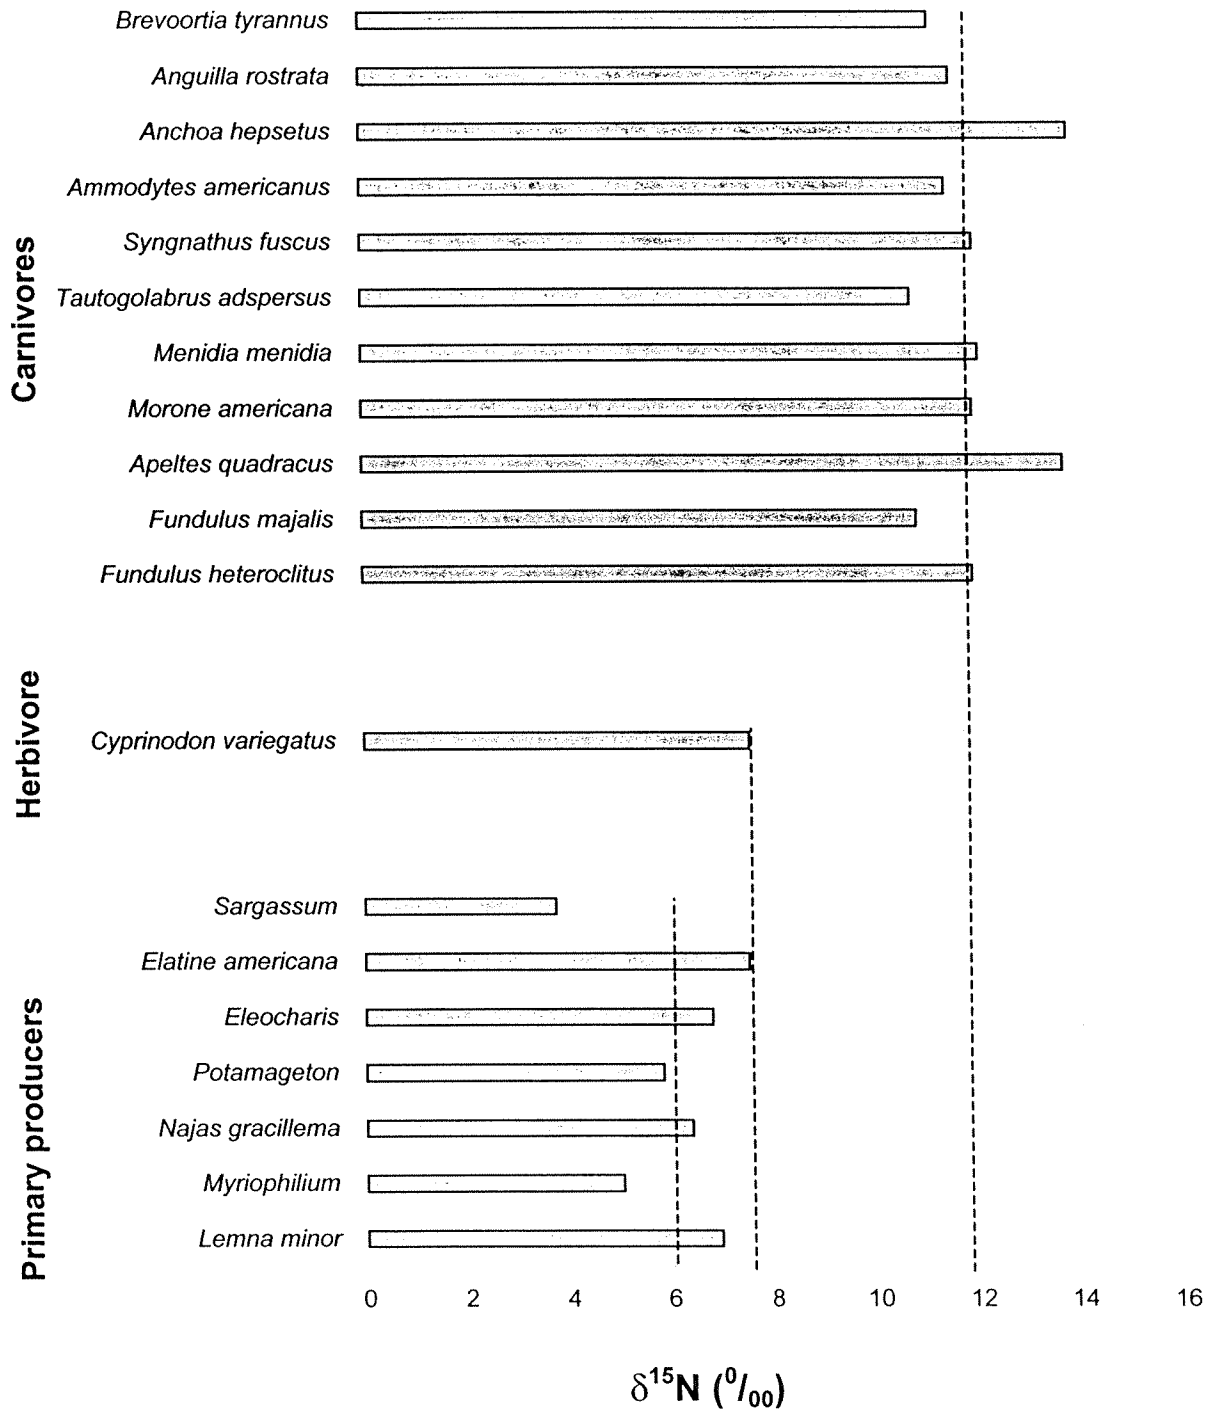 Brevoortia tyrannus
Anguilla rostrata
Anchoa hepsetus
Ammodytes americanus
Syngnathus fuscus
Tautogolabrus adspersus
Menidia menidia
Morone americana
Apeltes quadracus
Fundulus majalis
Fundulus heteroclitus
Carnivores
Cyprinodon variegatus
Herbivore
Sargassum
Elatine americana
Eleocharis
Potamageton
Najas gracillema
Myriophilium
Lemna minor
Primary producers
0 2 4 6 8 10 12 14 16
δ¹⁵N (⁰/₀₀)